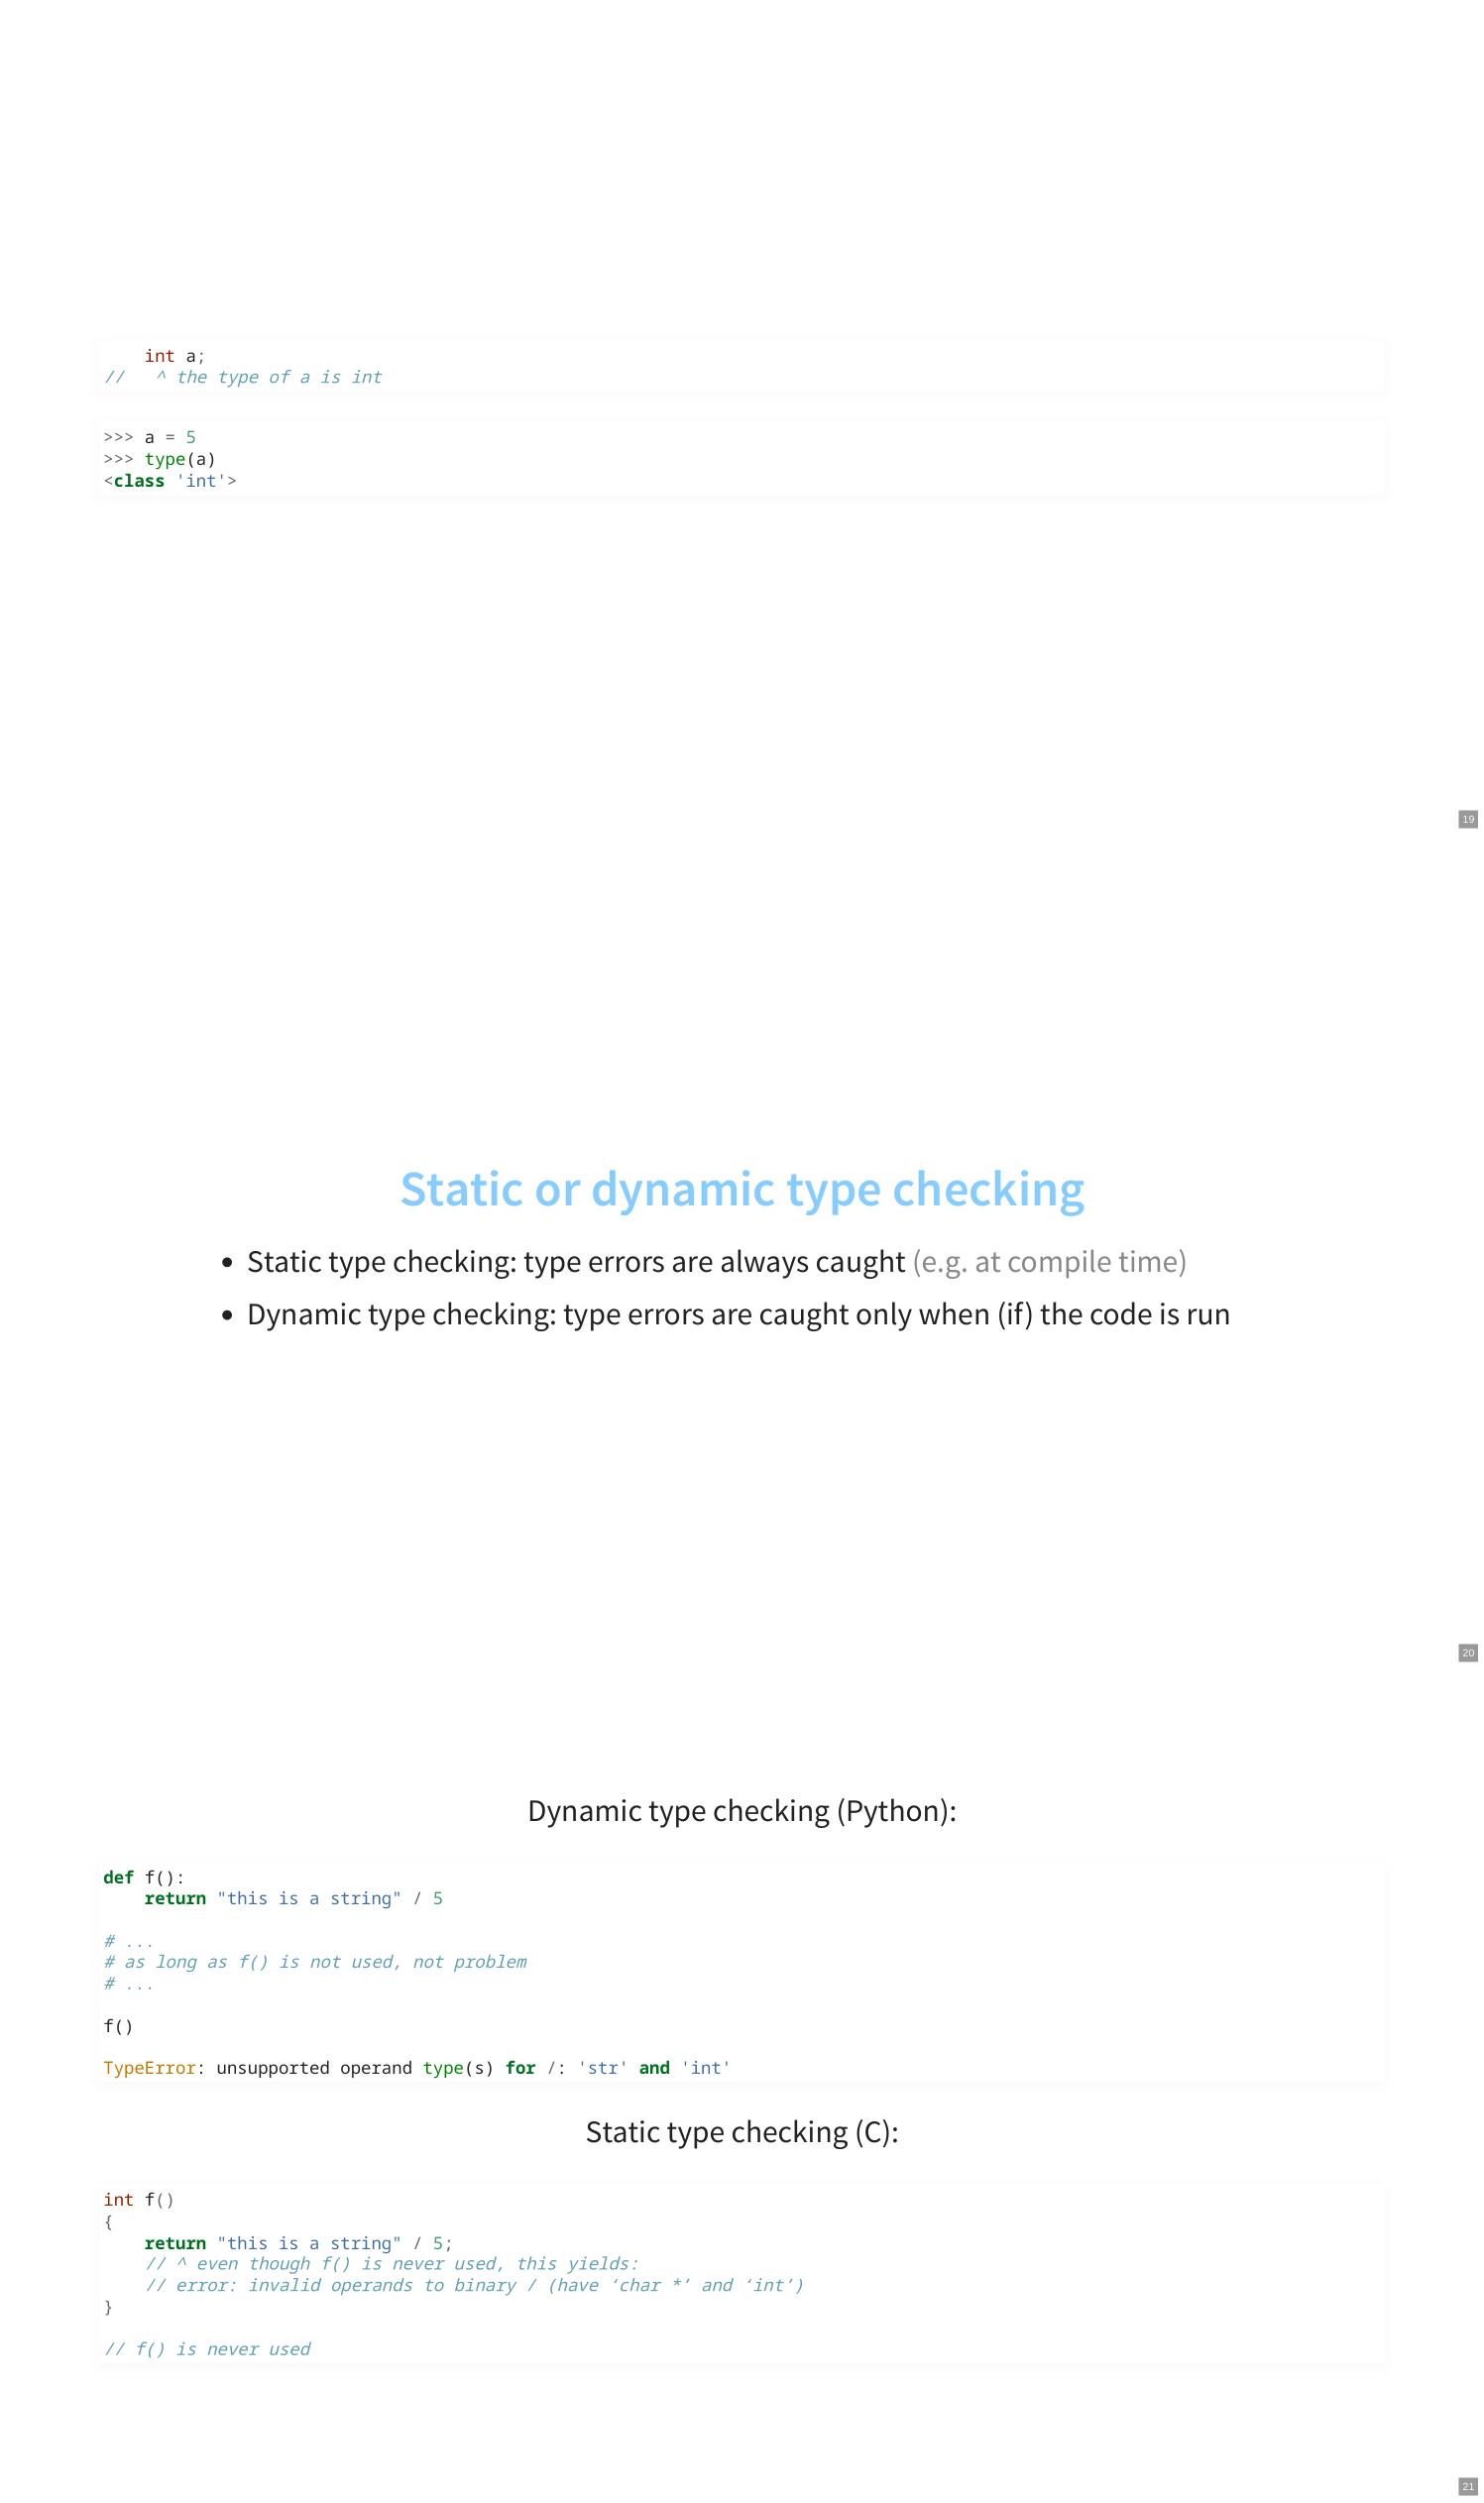 int a;
//   ^ the type of a is int
>>> a = 5
>>> type(a)
<class 'int'>
19
Static or dynamic type checking
• Static type checking: type errors are always caught (e.g. at compile time)
• Dynamic type checking: type errors are caught only when (if) the code is run
20
Dynamic type checking (Python):
def f():
    return "this is a string" / 5
# ...
# as long as f() is not used, not problem
# ...
f()
TypeError: unsupported operand type(s) for /: 'str' and 'int'
Static type checking (C):
int f()
{
    return "this is a string" / 5;
    // ^ even though f() is never used, this yields:
    // error: invalid operands to binary / (have ‘char *’ and ‘int’)
}
// f() is never used
21